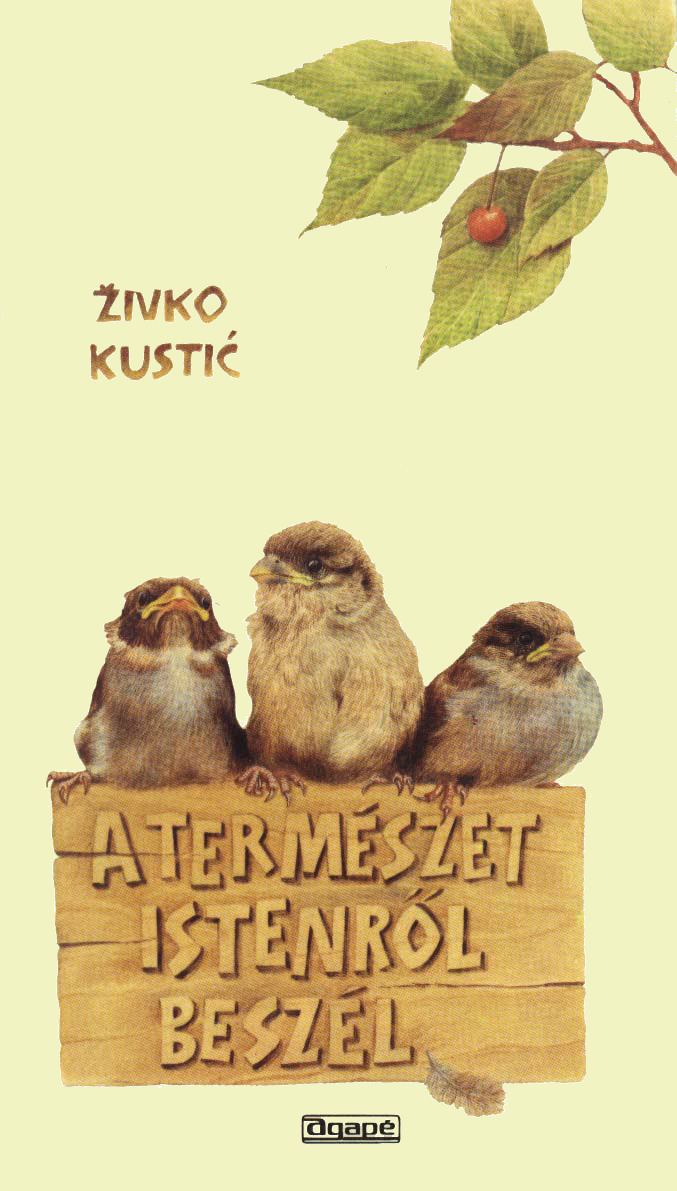 ŽIVKO
KUSTIĆ
A TERMÉSZET
ISTENRŐL
BESZÉL
agapé